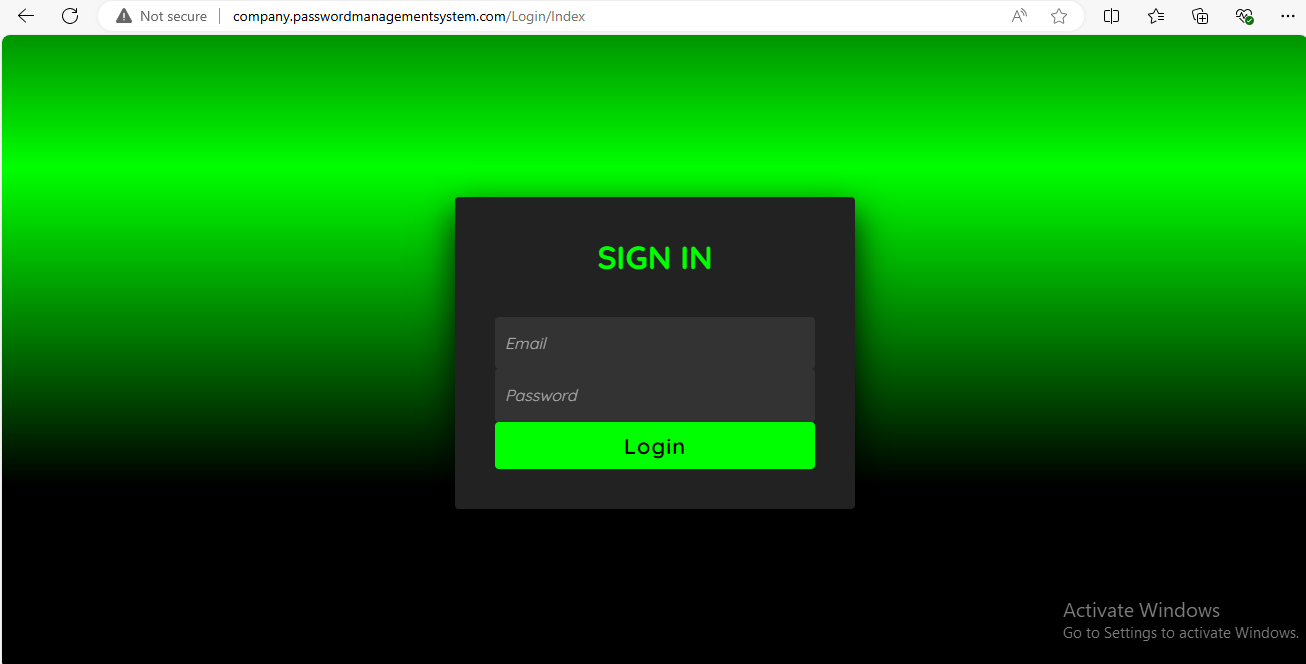 Not secure
company.passwordmanagementsystem.com/Login/Index
SIGN IN
Email
Password
Login
Activate Windows
Go to Settings to activate Windows.